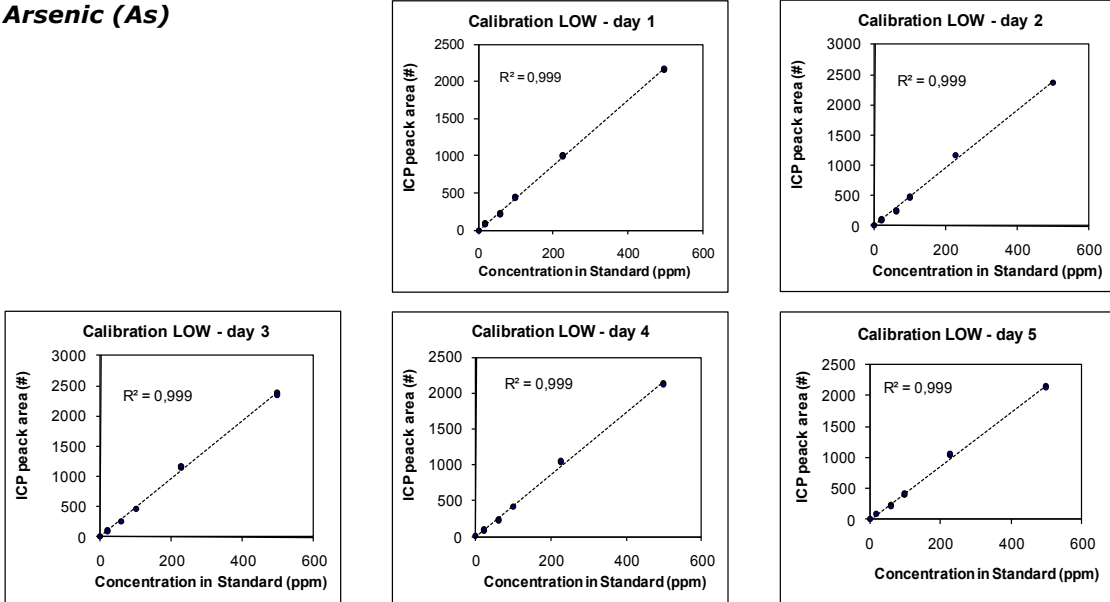 Arsenic (As)
Calibration LOW - day 1
ICP peack area (#)
2500
2000
1500
1000
500
0
R² = 0,999
0 200 400 600
Concentration in Standard (ppm)
Calibration LOW - day 2
ICP peack area (#)
3000
2500
2000
1500
1000
500
0
R² = 0,999
0 200 400 600
Concentration in Standard (ppm)
Calibration LOW - day 3
ICP peack area (#)
3000
2500
2000
1500
1000
500
0
R² = 0,999
0 200 400 600
Concentration in Standard (ppm)
Calibration LOW - day 4
ICP peack area (#)
2500
2000
1500
1000
500
0
R² = 0,999
0 200 400 600
Concentration in Standard (ppm)
Calibration LOW - day 5
ICP peack area (#)
2500
2000
1500
1000
500
0
R² = 0,999
0 200 400 600
Concentration in Standard (ppm)